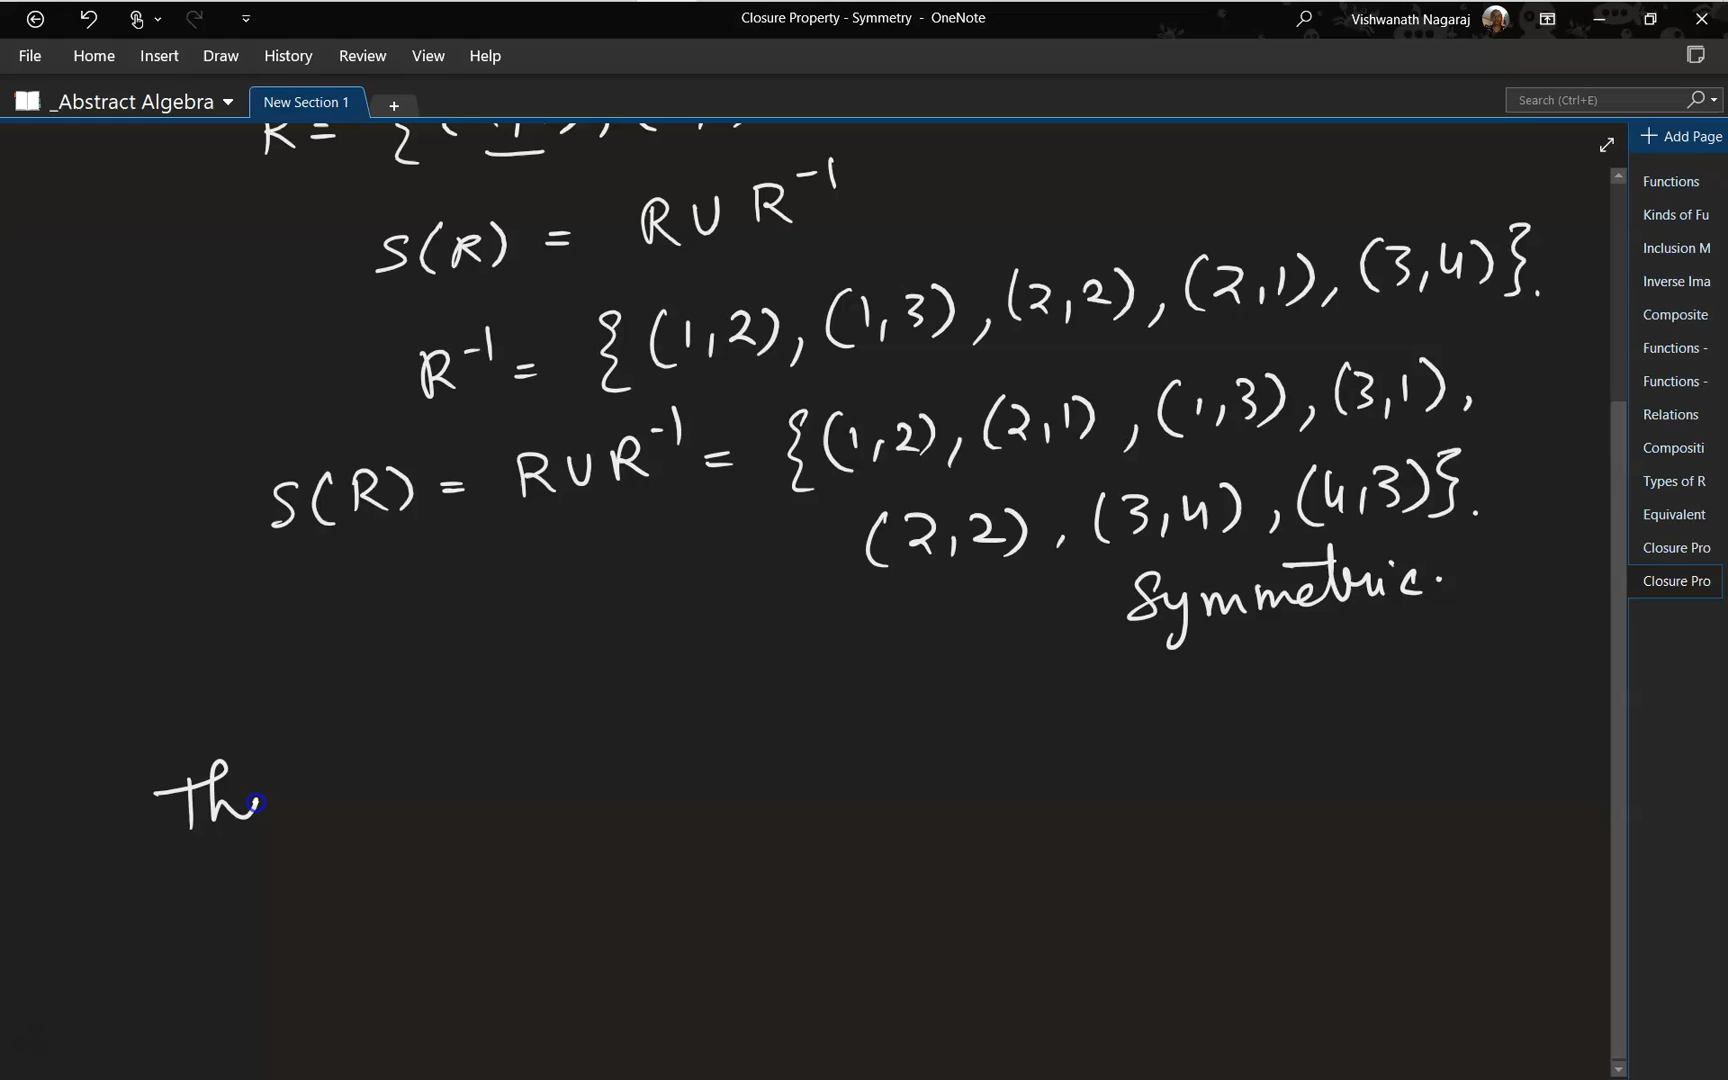 Closure Property - Symmetry - OneNote
Vishwanath Nagaraj
File Home Insert Draw History Review View Help
_Abstract Algebra
New Section 1
+
Search (Ctrl+E)
Add Page
Functions
Kinds of Fu
Inclusion M
Inverse Ima
Composite
Functions -
Functions -
Relations
Compositi
Types of R
Equivalent
Closure Pro
Closure Pro
R = {(
S(R) = R ∪ R⁻¹
R⁻¹ = {(1,2), (1,3), (2,2), (2,1), (3,4)}.
S(R) = R ∪ R⁻¹ = {(1,2), (2,1), (1,3), (3,1),
(2,2), (3,4), (4,3)}.
Symmetric.
Th